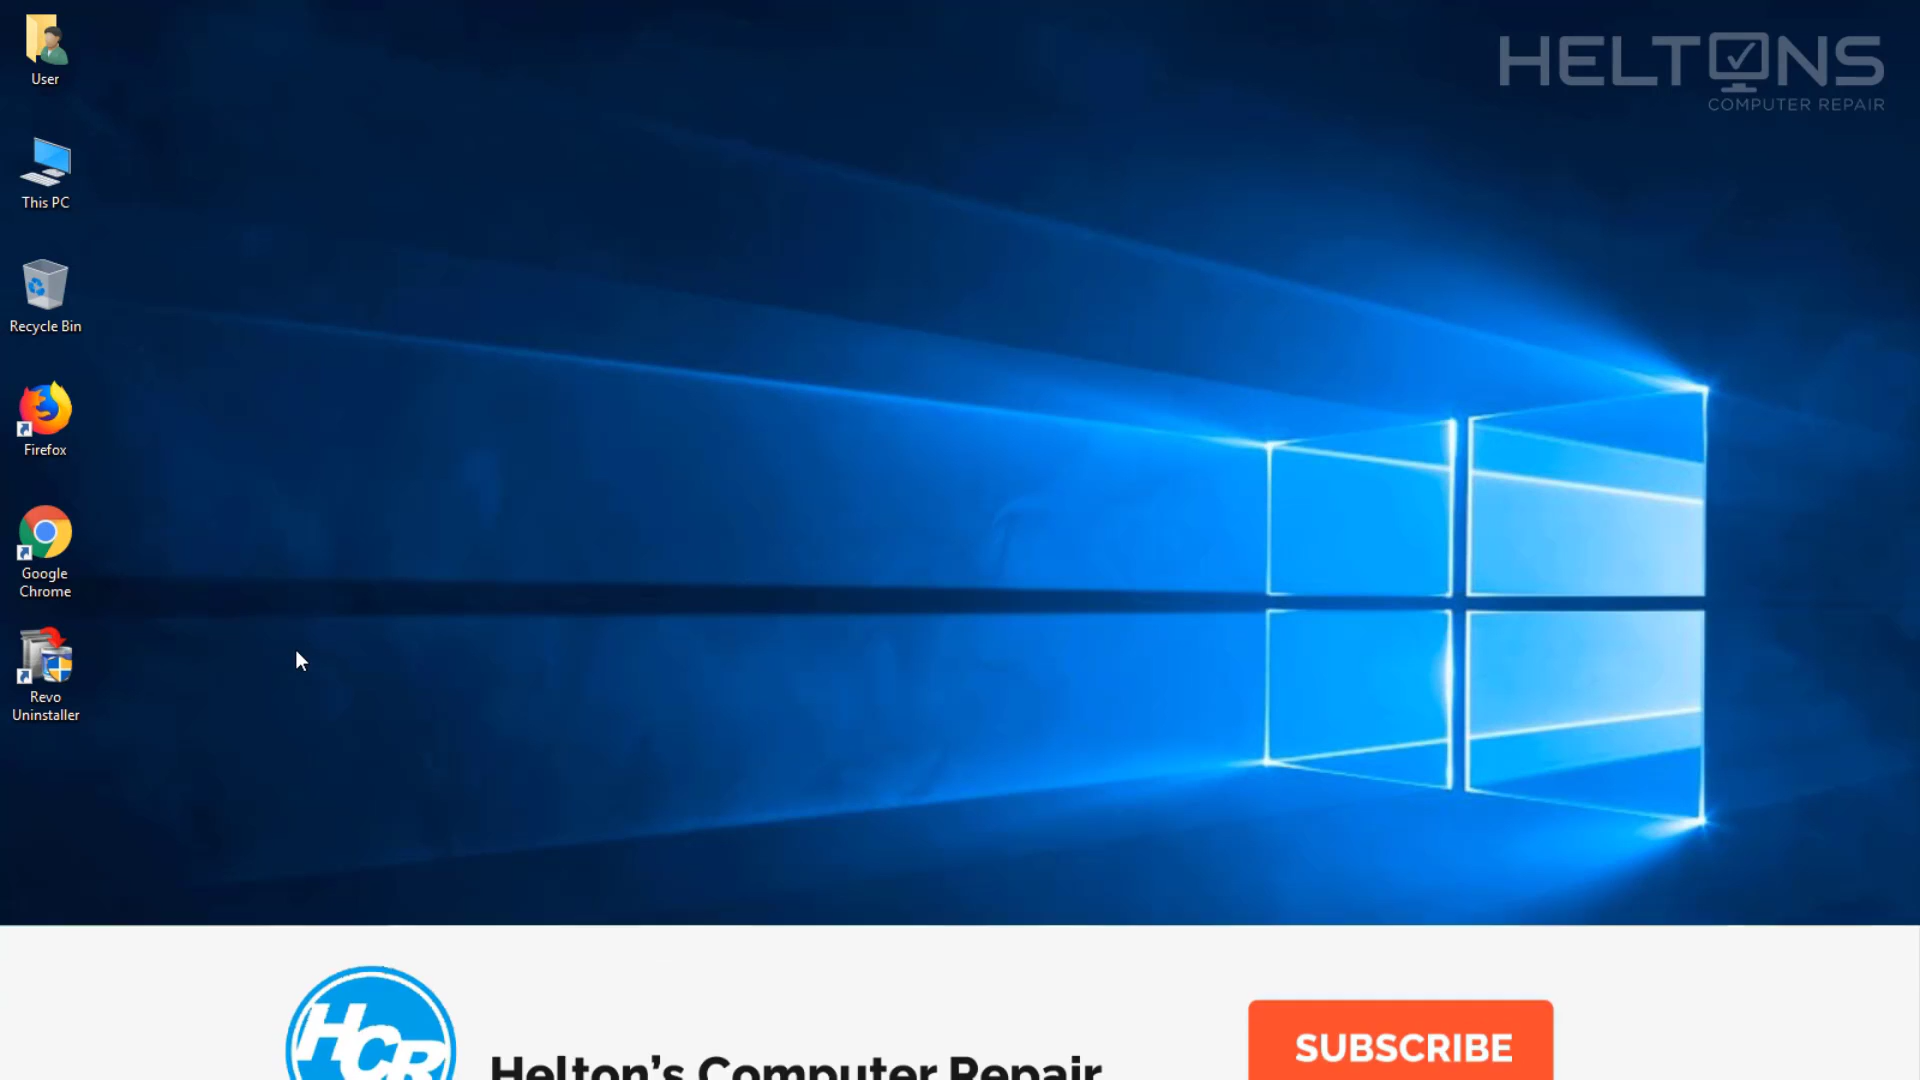 User
This PC
Recycle Bin
Firefox
Google
Chrome
Revo
Uninstaller
HELTONS
COMPUTER REPAIR
HCR
Helton's Computer Repair
SUBSCRIBE